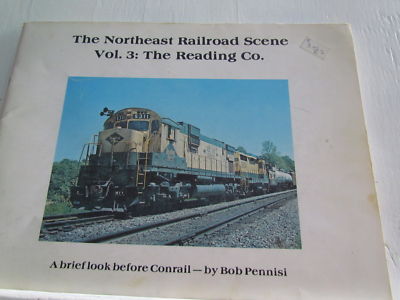 The Northeast Railroad Scene
Vol. 3: The Reading Co.
A brief look before Conrail — by Bob Pennisi